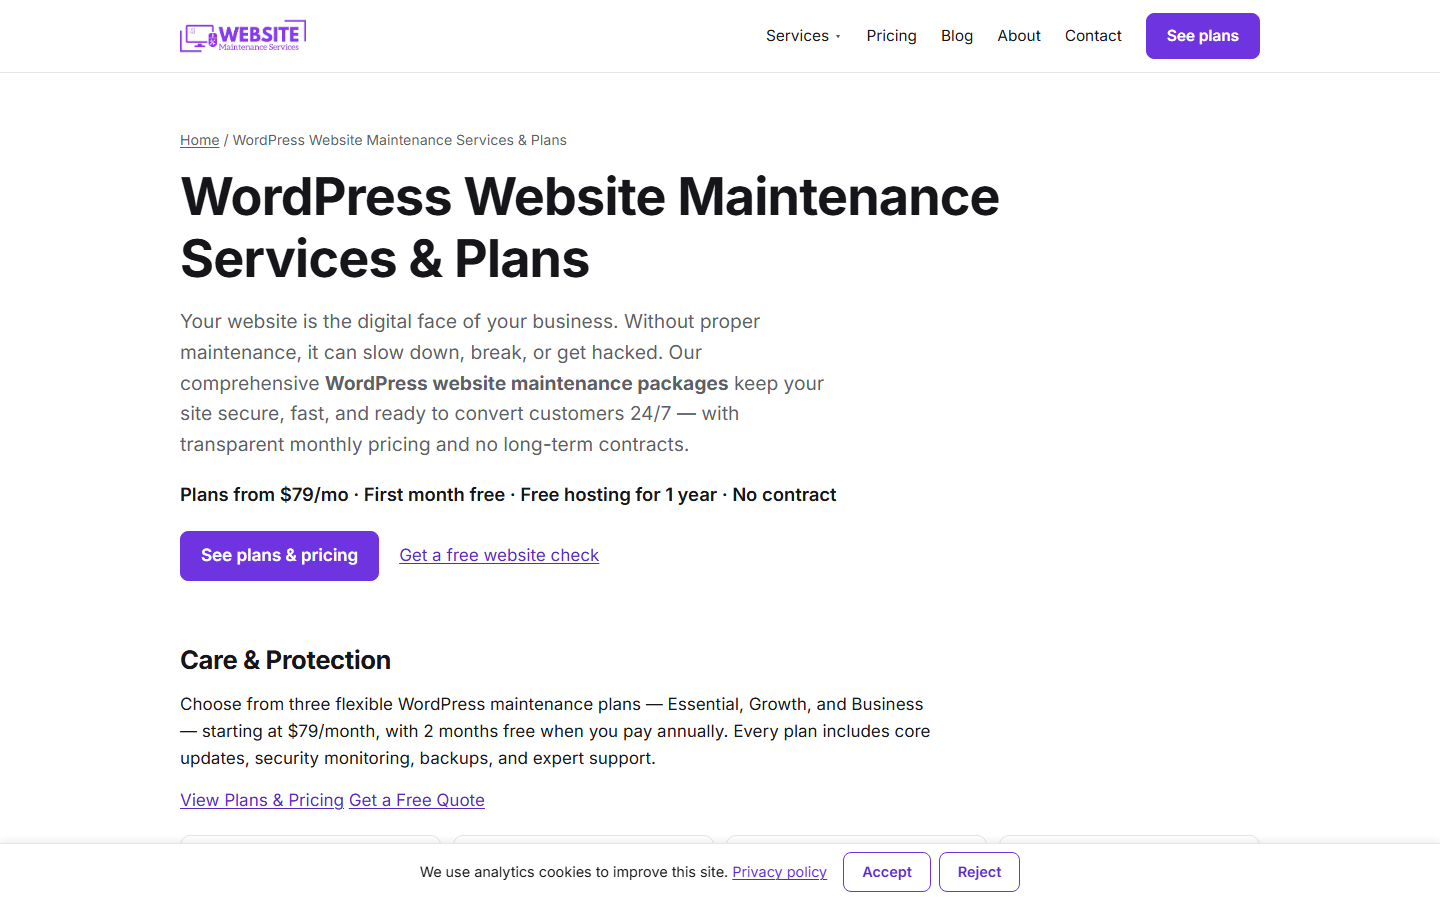 WEBSITE
Maintenance Services
Services
Pricing
Blog
About
Contact
See plans
Home / WordPress Website Maintenance Services & Plans
WordPress Website Maintenance
Services & Plans
Your website is the digital face of your business. Without proper
maintenance, it can slow down, break, or get hacked. Our
comprehensive WordPress website maintenance packages keep your
site secure, fast, and ready to convert customers 24/7 — with
transparent monthly pricing and no long-term contracts.
Plans from $79/mo · First month free · Free hosting for 1 year · No contract
See plans & pricing
Get a free website check
Care & Protection
Choose from three flexible WordPress maintenance plans — Essential, Growth, and Business
— starting at $79/month, with 2 months free when you pay annually. Every plan includes core
updates, security monitoring, backups, and expert support.
View Plans & Pricing Get a Free Quote
We use analytics cookies to improve this site. Privacy policy
Accept
Reject